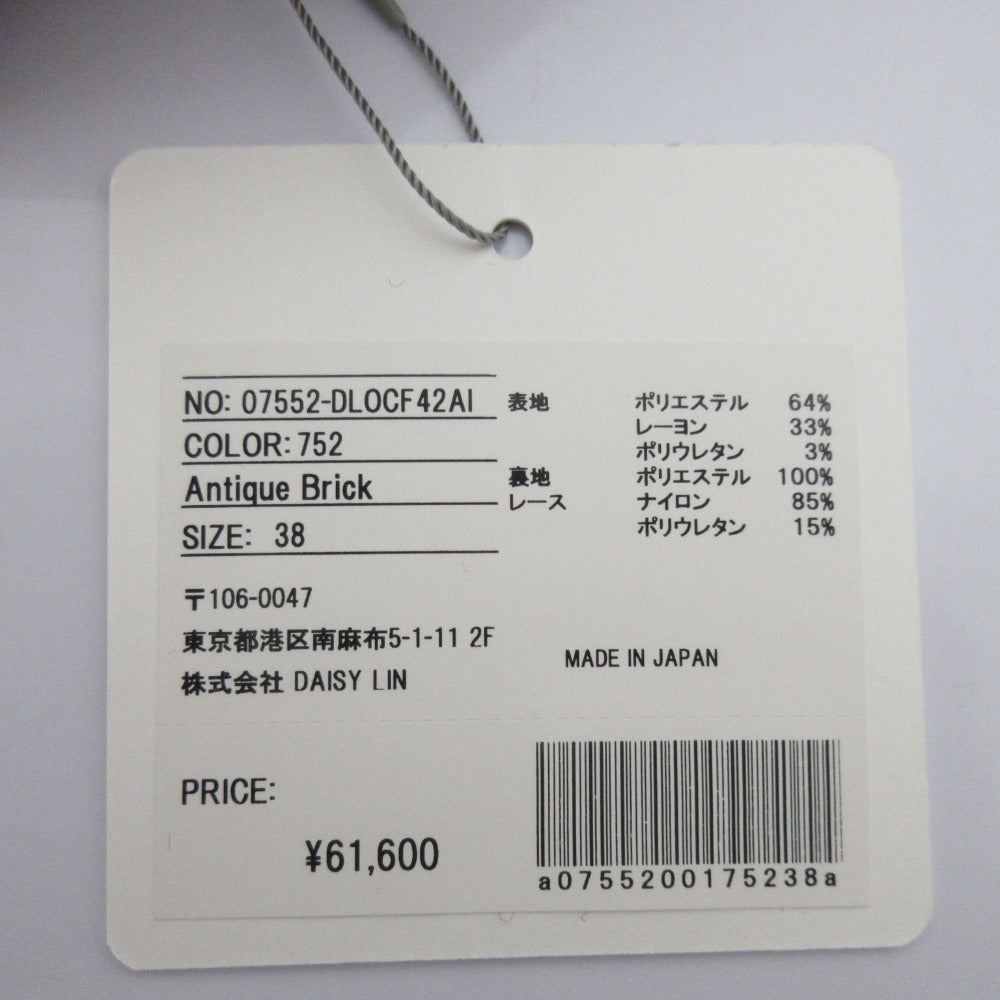 NO: 07552-DLOCF42AI
COLOR: 752
Antique Brick
SIZE: 38
表地 ポリエステル 64%
レーヨン 33%
ポリウレタン 3%
裏地 ポリエステル 100%
レース ナイロン 85%
ポリウレタン 15%
〒106-0047
東京都港区南麻布5-1-11 2F
株式会社 DAISY LIN
MADE IN JAPAN
PRICE:
¥61,600
a0755200175238a